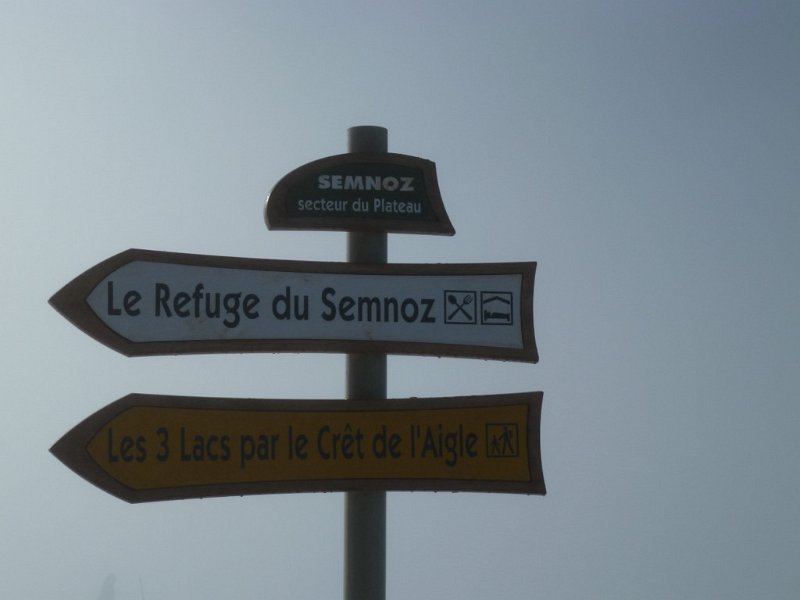 SEMNOZ
secteur du Plateau
Le Refuge du Semnoz
Les 3 Lacs par le Crêt de l'Aigle